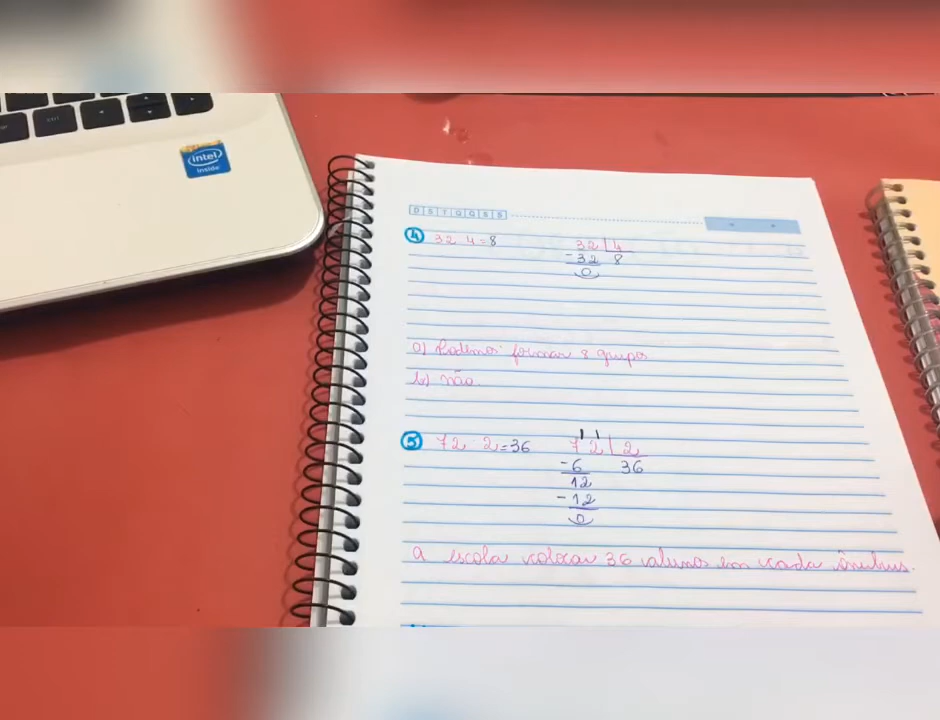 intel
inside
D S T Q Q S S
4 32 4=8 32 4
-32 8
0
a) Podemos formar 8 grupos
b) não.
5 72 2=36 72 2
-6 36
12
-12
0
a escola colocar 36 alunos em cada ônibus.